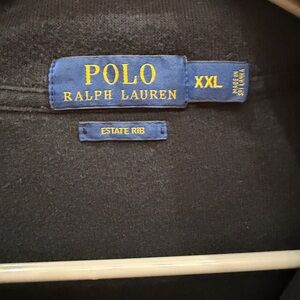 POLO
RALPH LAUREN
XXL
MADE IN
SRI LANKA
ESTATE RIB